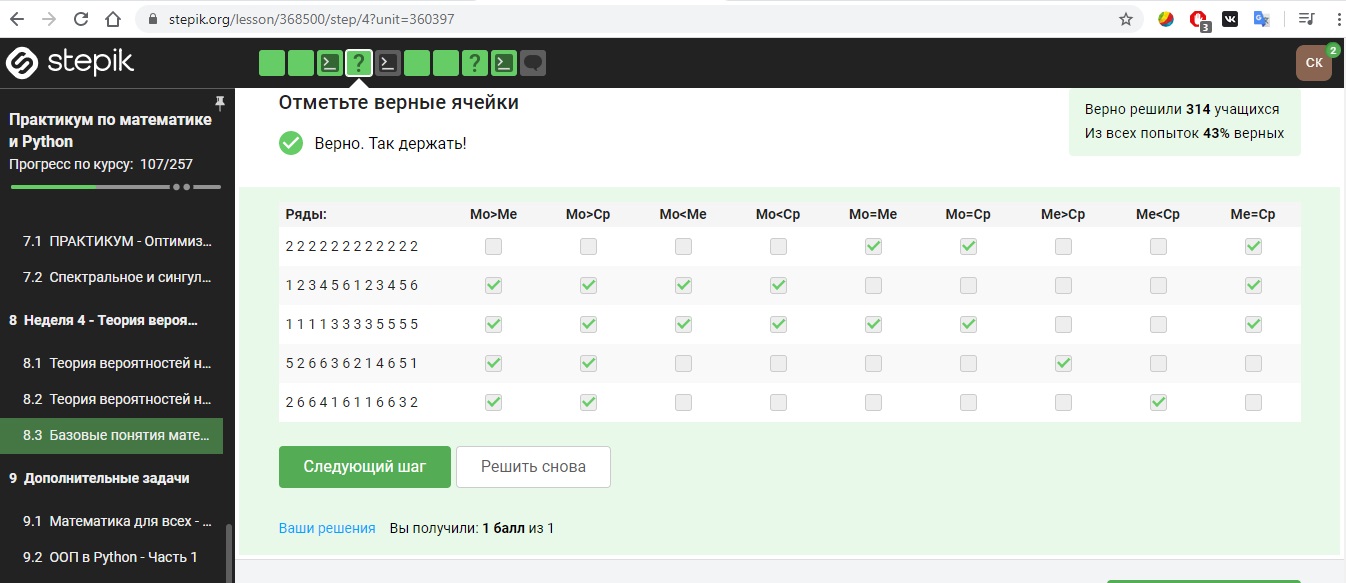 stepik.org/lesson/368500/step/4?unit=360397
3
stepik
СК
2
Практикум по математике
и Python
Прогресс по курсу: 107/257
7.1 ПРАКТИКУМ - Оптимиз...
7.2 Спектральное и сингул...
8 Неделя 4 - Теория вероя...
8.1 Теория вероятностей н...
8.2 Теория вероятностей н...
8.3 Базовые понятия мате...
9 Дополнительные задачи
9.1 Математика для всех - ...
9.2 ООП в Python - Часть 1
Отметьте верные ячейки
Верно. Так держать!
Верно решили 314 учащихся
Из всех попыток 43% верных
Ряды: Мо>Ме Мо>Ср Мо<Ме Мо<Ср Мо=Ме Мо=Ср Ме>Ср Ме<Ср Ме=Ср
2 2 2 2 2 2 2 2 2 2 2 2
1 2 3 4 5 6 1 2 3 4 5 6
1 1 1 1 3 3 3 3 5 5 5 5
5 2 6 6 3 6 2 1 4 6 5 1
2 6 6 4 1 6 1 1 6 6 3 2
Следующий шаг
Решить снова
Ваши решения Вы получили: 1 балл из 1